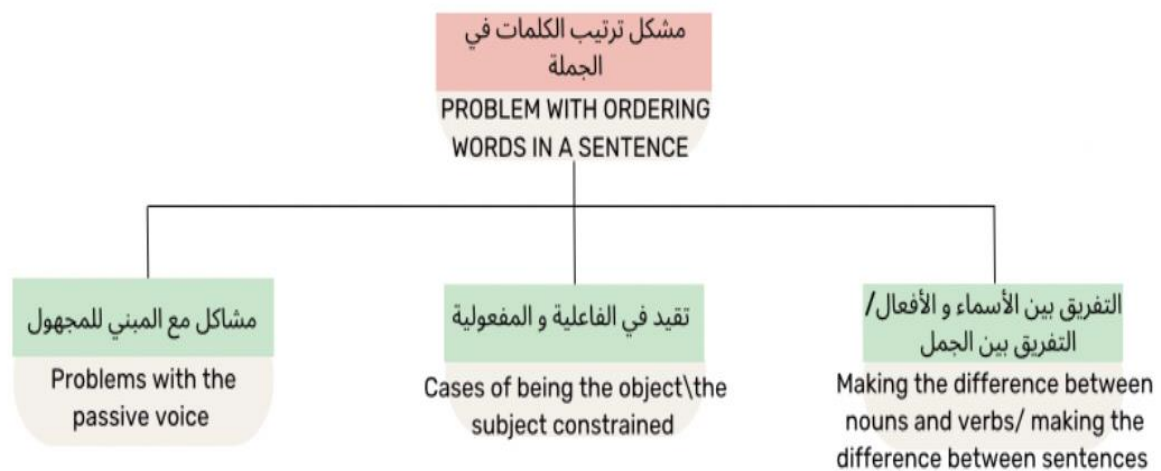 مشكل ترتيب الكلمات في
الجملة
PROBLEM WITH ORDERING
WORDS IN A SENTENCE
مشاكل مع المبني للمجهول
Problems with the
passive voice
تقيد في الفاعلية و المفعولية
Cases of being the object\the
subject constrained
التفريق بين الأسماء و الأفعال/
التفريق بين الجمل
Making the difference between
nouns and verbs/ making the
difference between sentences